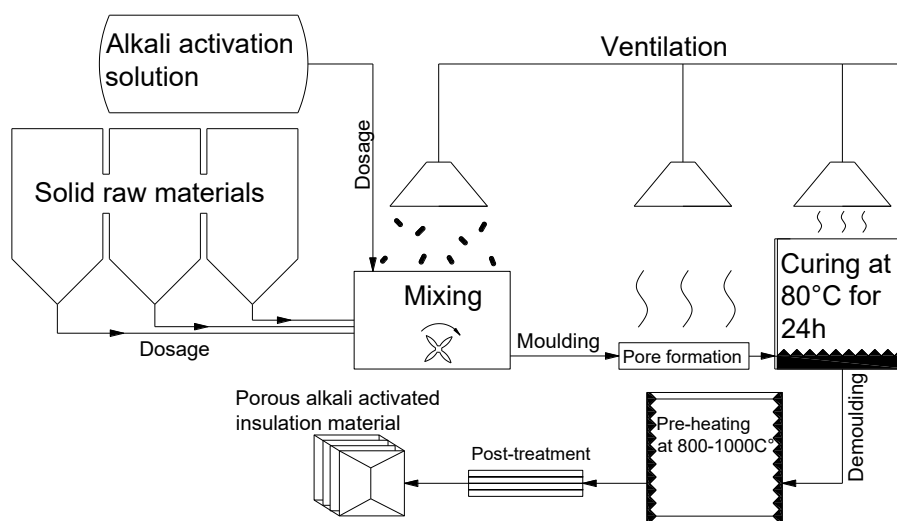 Alkali activation
solution
Ventilation
Solid raw materials
Dosage
Dosage
Mixing
Moulding
Pore formation
Curing at
80°C for
24h
Demoulding
Pre-heating
at 800-1000C°
Post-treatment
Porous alkali activated
insulation material